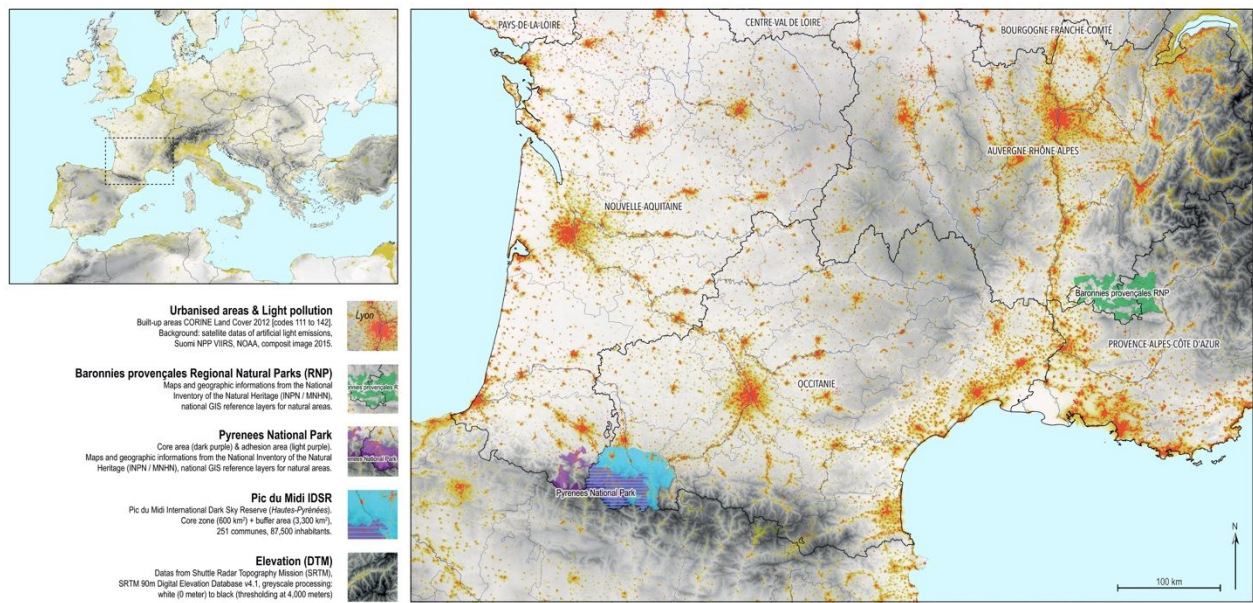 PAYS-DE-LA-LOIRE
CENTRE-VAL DE LOIRE
BOURGOGNE-FRANCHE-COMTÉ
AUVERGNE-RHÔNE-ALPES
NOUVELLE-AQUITAINE
Baronnies provençales RNP
PROVENCE-ALPES-CÔTE D'AZUR
OCCITANIE
Pyrenees National Park
N
100 km
Urbanised areas & Light pollution
Built-up areas CORINE Land Cover 2012 [codes 111 to 142].
Background: satellite datas of artificial light emissions,
Suomi NPP VIIRS, NOAA, composit image 2015.
Lyon
Baronnies provençales Regional Natural Parks (RNP)
Maps and geographic informations from the National
Inventory of the Natural Heritage (INPN / MNHN),
national GIS reference layers for natural areas.
nnies provençales R
Pyrenees National Park
Core area (dark purple) & adhesion area (light purple).
Maps and geographic informations from the National Inventory of the Natural
Heritage (INPN / MNHN), national GIS reference layers for natural areas.
enees National Park
Pic du Midi IDSR
Pic du Midi International Dark Sky Reserve (Hautes-Pyrénées).
Core zone (600 km²) + buffer area (3,300 km²),
251 communes, 87,500 inhabitants.
Elevation (DTM)
Datas from Shuttle Radar Topography Mission (SRTM),
SRTM 90m Digital Elevation Database v4.1, greyscale processing:
white (0 meter) to black (thresholding at 4,000 meters)